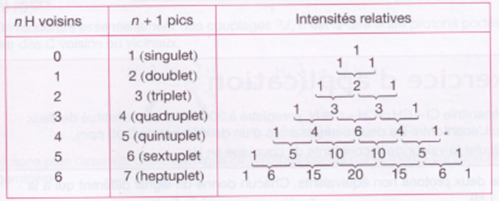 n H voisins n + 1 pics Intensités relatives
0 1 (singulet) 1
1 2 (doublet) 1 1
2 3 (triplet) 1 2 1
3 4 (quadruplet) 1 3 3 1
4 5 (quintuplet) 1 4 6 4 1
5 6 (sextuplet 1 5 10 10 5 1
6 7 (heptuplet) 1 6 15 20 15 6 1